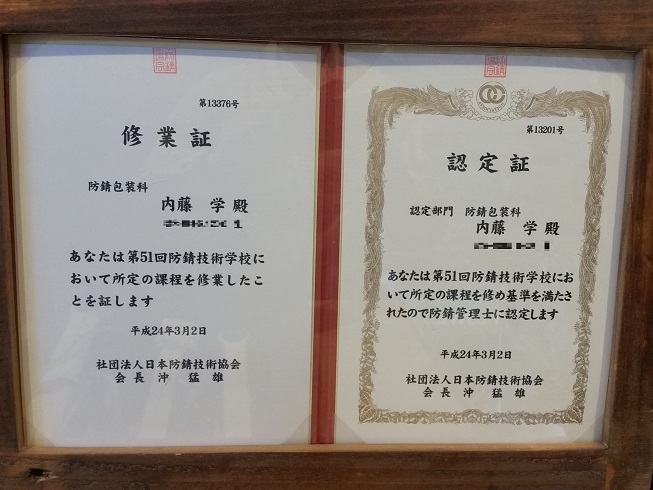 第13376号
修業証
防錆包装科
内藤 学 殿
あなたは第51回防錆技術学校に
おいて所定の課程を修業したこ
とを証します
平成24年3月2日
社団法人日本防錆技術協会
会長 沖 猛雄
第13201号
認定証
認定部門 防錆包装科
内藤 学 殿
あなたは第51回防錆技術学校にお
いて所定の課程を修め基準を満たさ
れたので防錆管理士に認定します
平成24年3月2日
社団法人日本防錆技術協会
会長 沖 猛雄